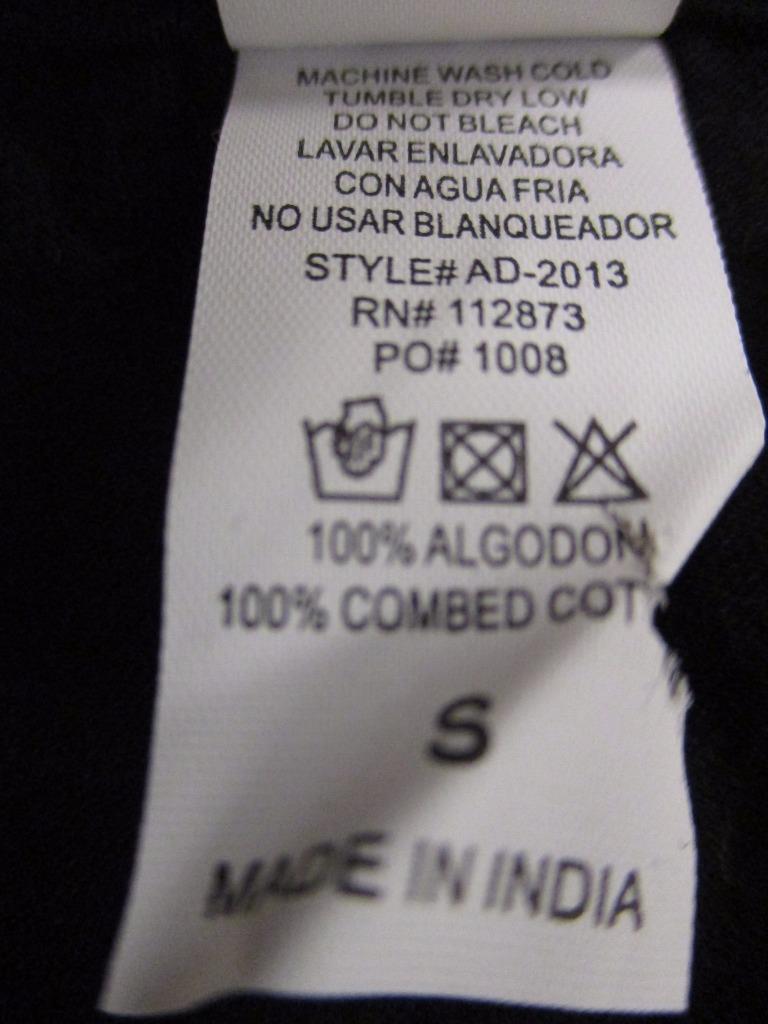 MACHINE WASH COLD
TUMBLE DRY LOW
DO NOT BLEACH
LAVAR ENLAVADORA
CON AGUA FRIA
NO USAR BLANQUEADOR
STYLE# AD-2013
RN# 112873
PO# 1008
100% ALGODON
100% COMBED COT
S
MADE IN INDIA